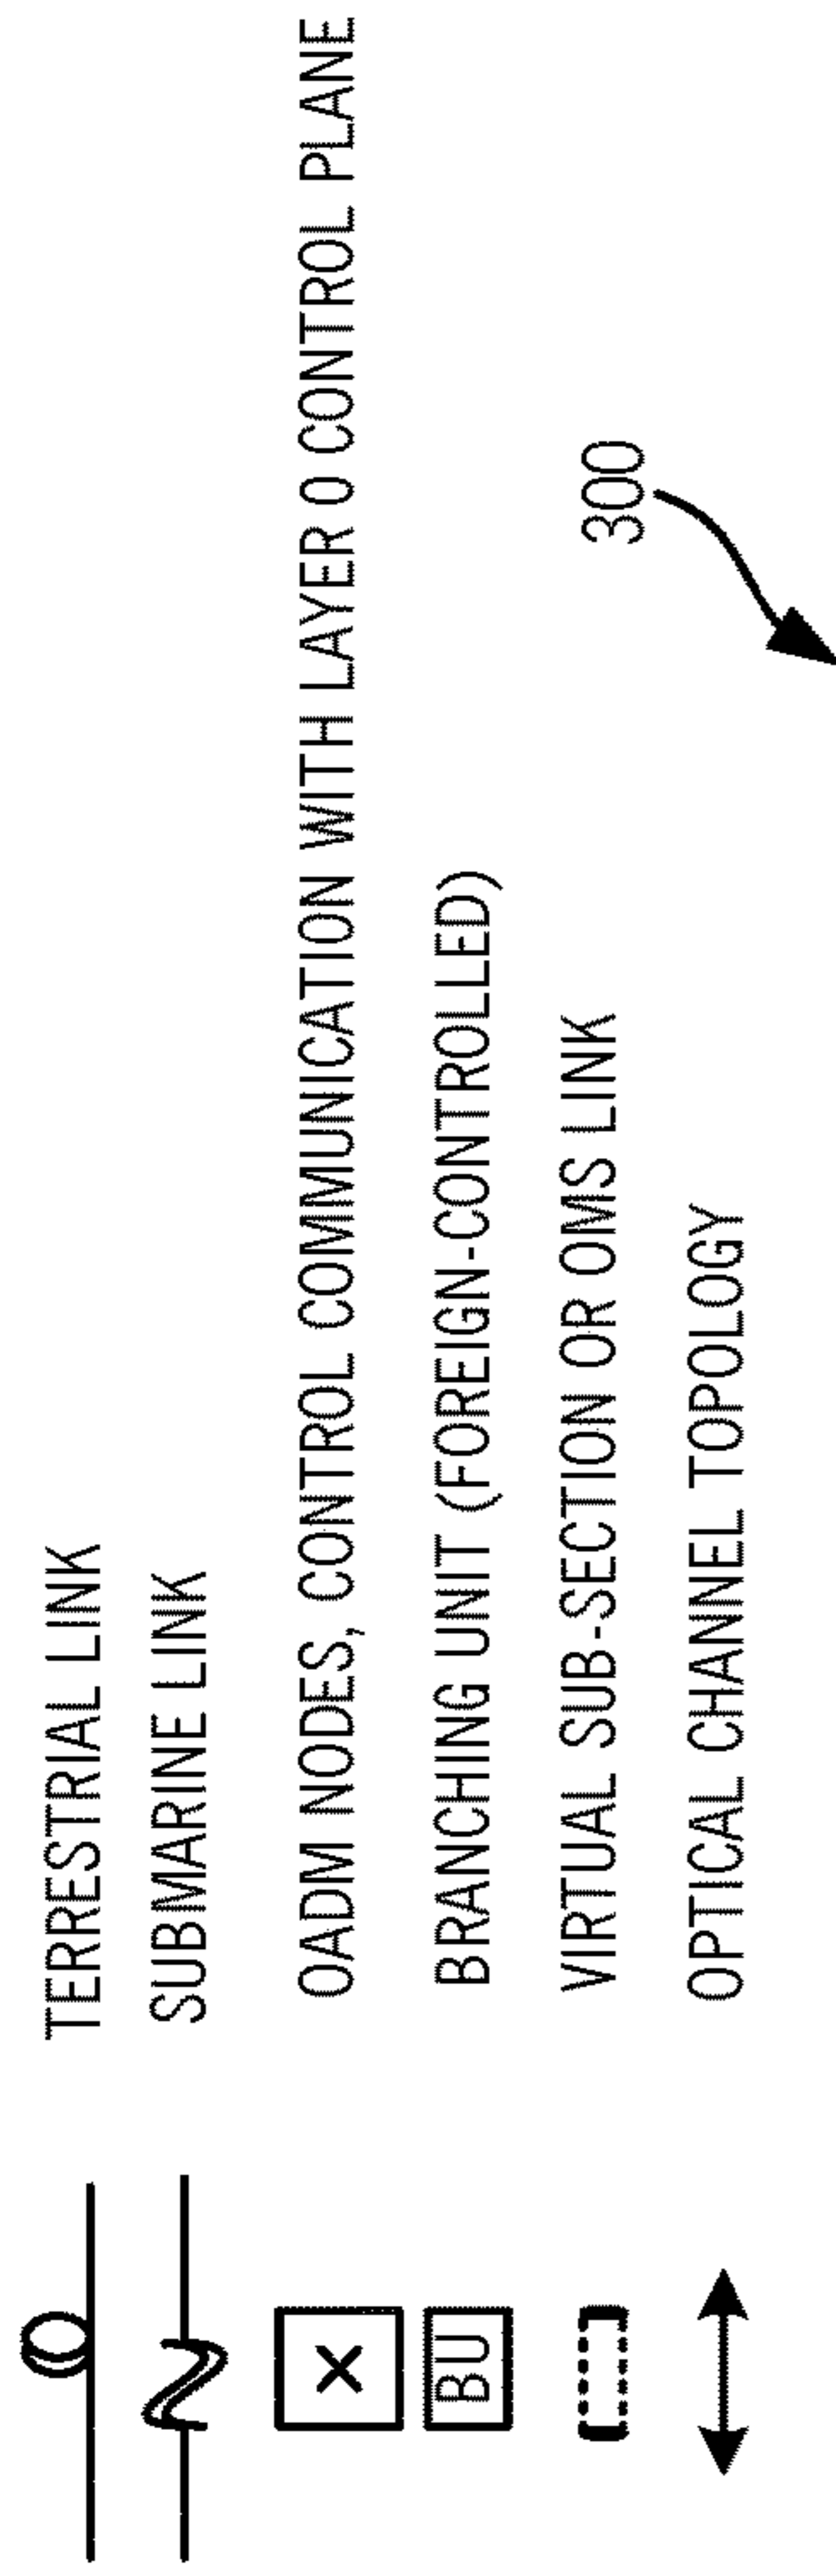 TERRESTRIAL LINK
SUBMARINE LINK
X
OADM NODES, CONTROL COMMUNICATION WITH LAYER 0 CONTROL PLANE
BU
BRANCHING UNIT (FOREIGN-CONTROLLED)
VIRTUAL SUB-SECTION OR OMS LINK
OPTICAL CHANNEL TOPOLOGY
300